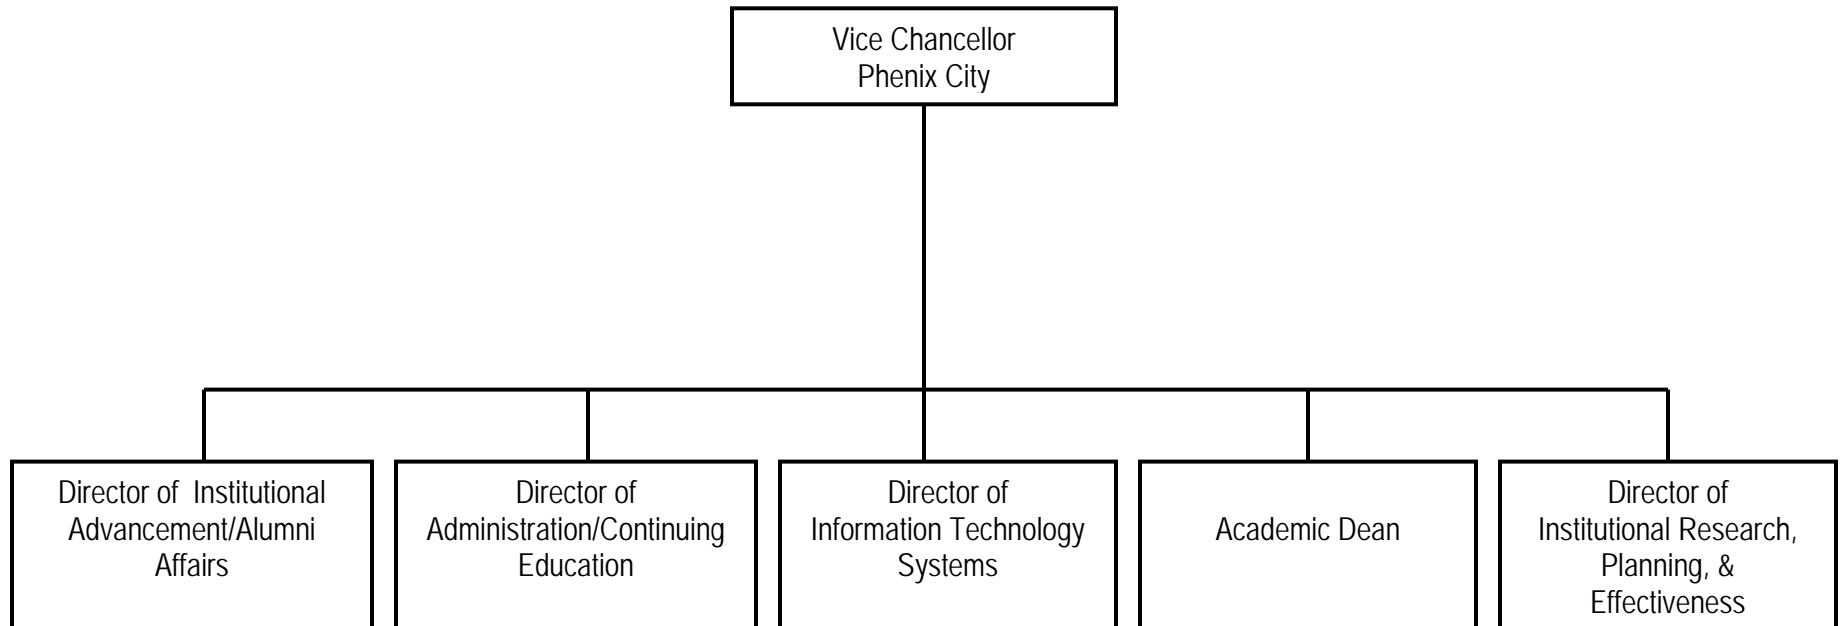 Vice Chancellor
Phenix City
Director of  Institutional
Advancement/Alumni
Affairs
Director of
Administration/Continuing
Education
Director of
Information Technology
Systems
Academic Dean
Director of
Institutional Research,
Planning, &
Effectiveness